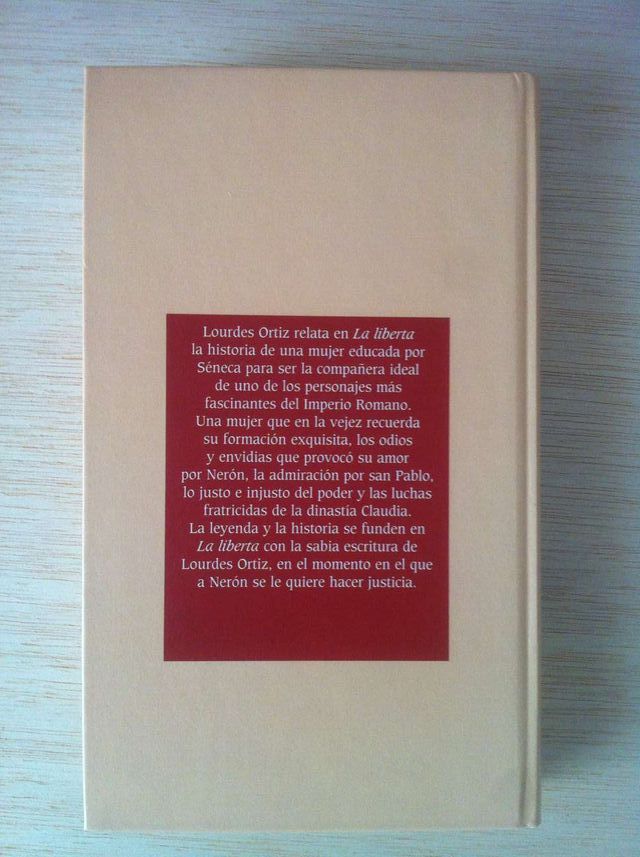 Lourdes Ortiz relata en La liberta
la historia de una mujer educada por
Séneca para ser la compañera ideal
de uno de los personajes más
fascinantes del Imperio Romano.
Una mujer que en la vejez recuerda
su formación exquisita, los odios
y envidias que provocó su amor
por Nerón, la admiración por san Pablo,
lo justo e injusto del poder y las luchas
fratricidas de la dinastía Claudia.
La leyenda y la historia se funden en
La liberta con la sabia escritura de
Lourdes Ortiz, en el momento en el que
a Nerón se le quiere hacer justicia.